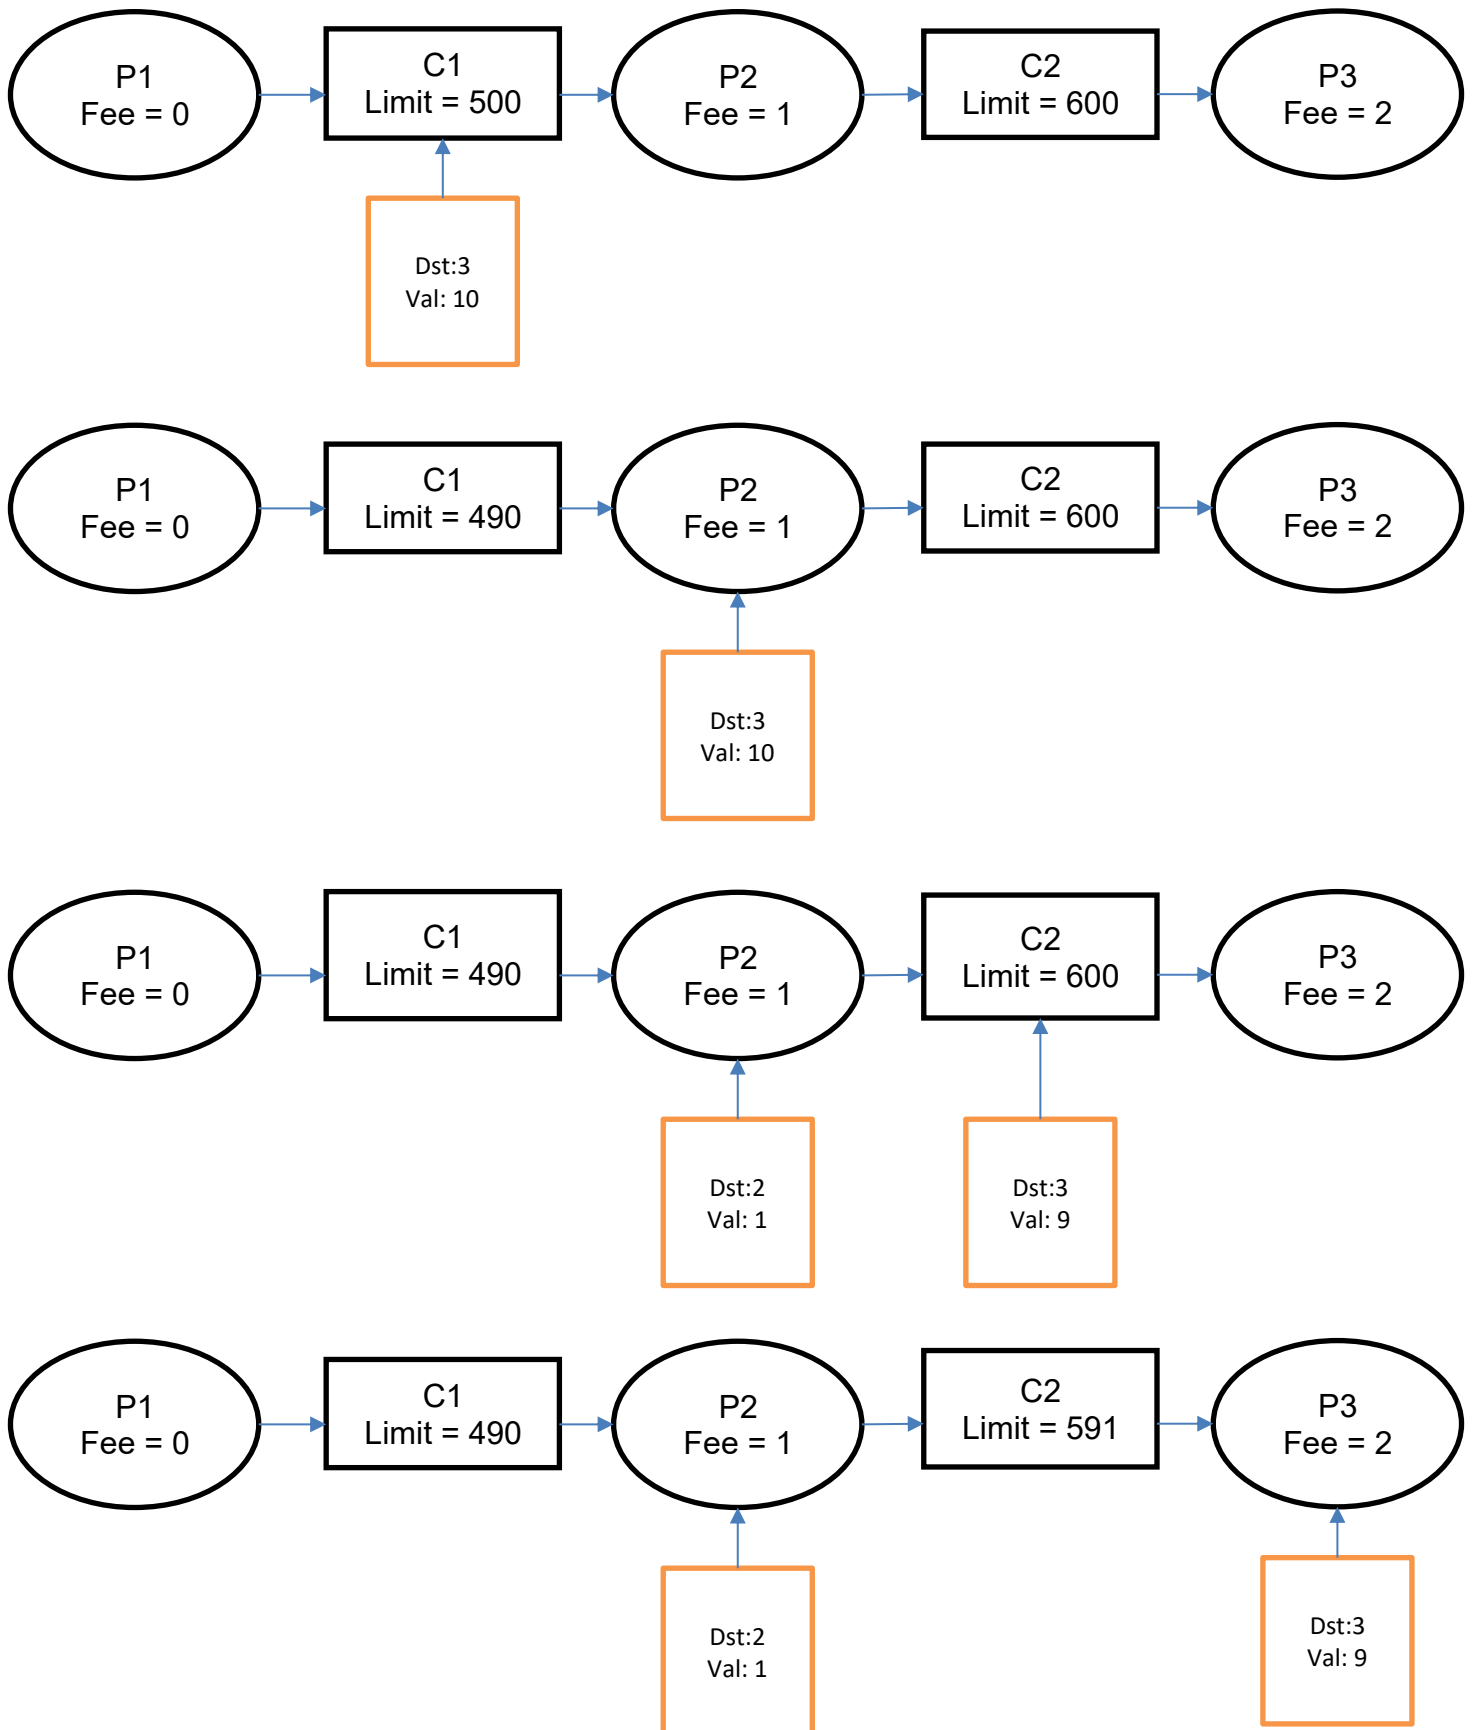 P1
Fee = 0
C1
Limit = 500
P2
Fee = 1
C2
Limit = 600
P3
Fee = 2
Dst:3
Val: 10
P1
Fee = 0
C1
Limit = 490
P2
Fee = 1
C2
Limit = 600
P3
Fee = 2
Dst:3
Val: 10
P1
Fee = 0
C1
Limit = 490
P2
Fee = 1
C2
Limit = 600
P3
Fee = 2
Dst:2
Val: 1
Dst:3
Val: 9
P1
Fee = 0
C1
Limit = 490
P2
Fee = 1
C2
Limit = 591
P3
Fee = 2
Dst:2
Val: 1
Dst:3
Val: 9